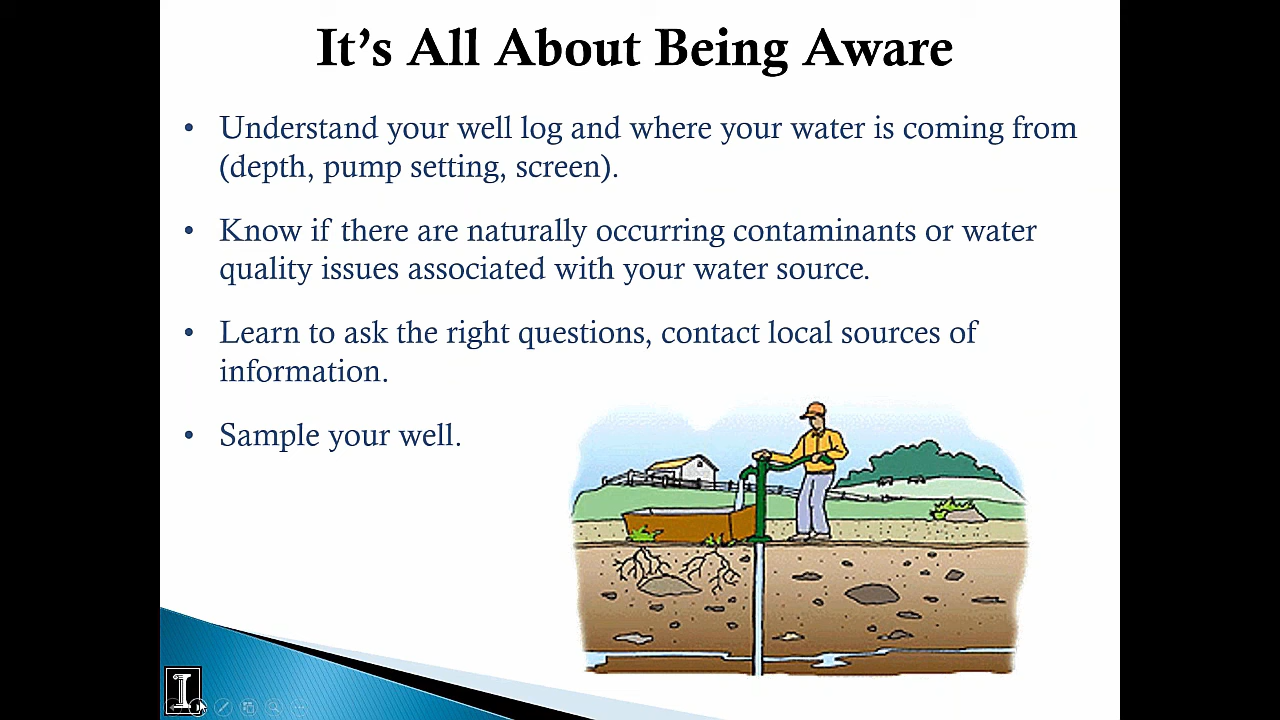 It's All About Being Aware
• Understand your well log and where your water is coming from
(depth, pump setting, screen).
• Know if there are naturally occurring contaminants or water
quality issues associated with your water source.
• Learn to ask the right questions, contact local sources of
information.
• Sample your well.
I